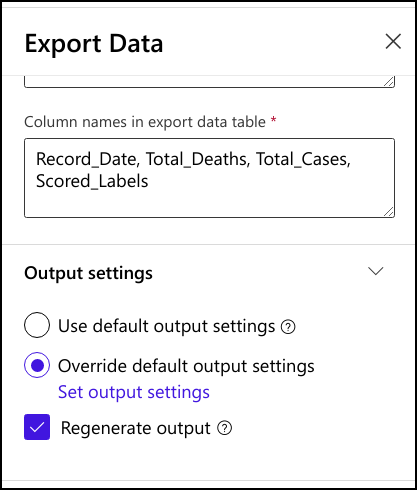 Export Data
Column names in export data table *
Record_Date, Total_Deaths, Total_Cases,
Scored_Labels
Output settings
Use default output settings
Override default output settings
Set output settings
Regenerate output